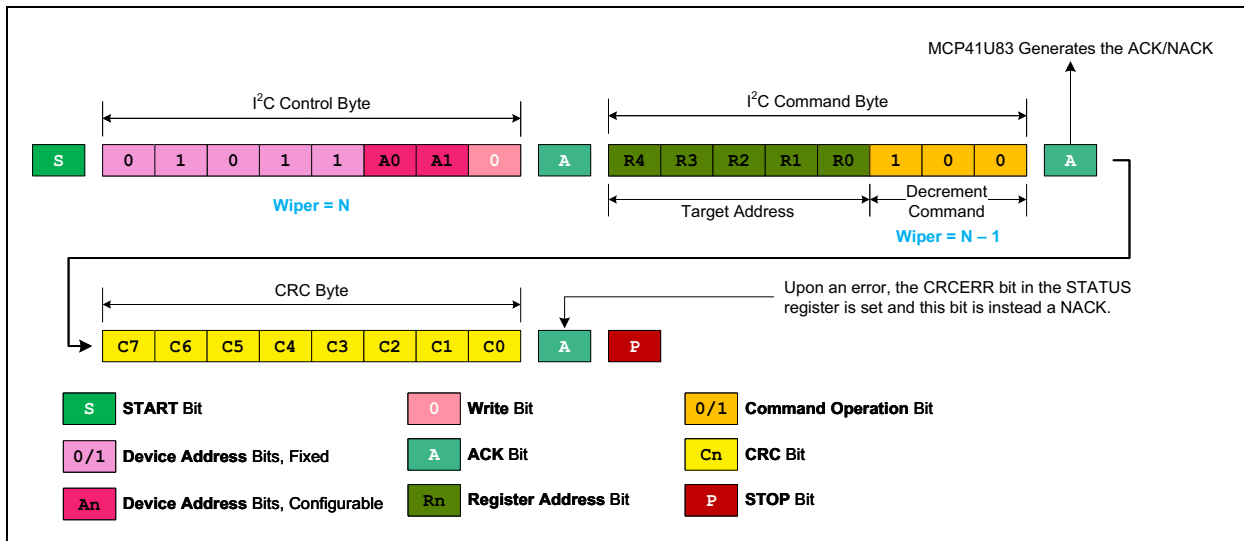 MCP41U83 Generates the ACK/NACK
I²C Control Byte
I²C Command Byte
S 0 1 0 1 1 A0 A1 0 A R4 R3 R2 R1 R0 1 0 0 A
Wiper = N
Target Address
Decrement
Command
Wiper = N – 1
CRC Byte
Upon an error, the CRCERR bit in the STATUS
register is set and this bit is instead a NACK.
C7 C6 C5 C4 C3 C2 C1 C0 A P
S START Bit
0 Write Bit
0/1 Command Operation Bit
0/1 Device Address Bits, Fixed
A ACK Bit
Cn CRC Bit
An Device Address Bits, Configurable
Rn Register Address Bit
P STOP Bit